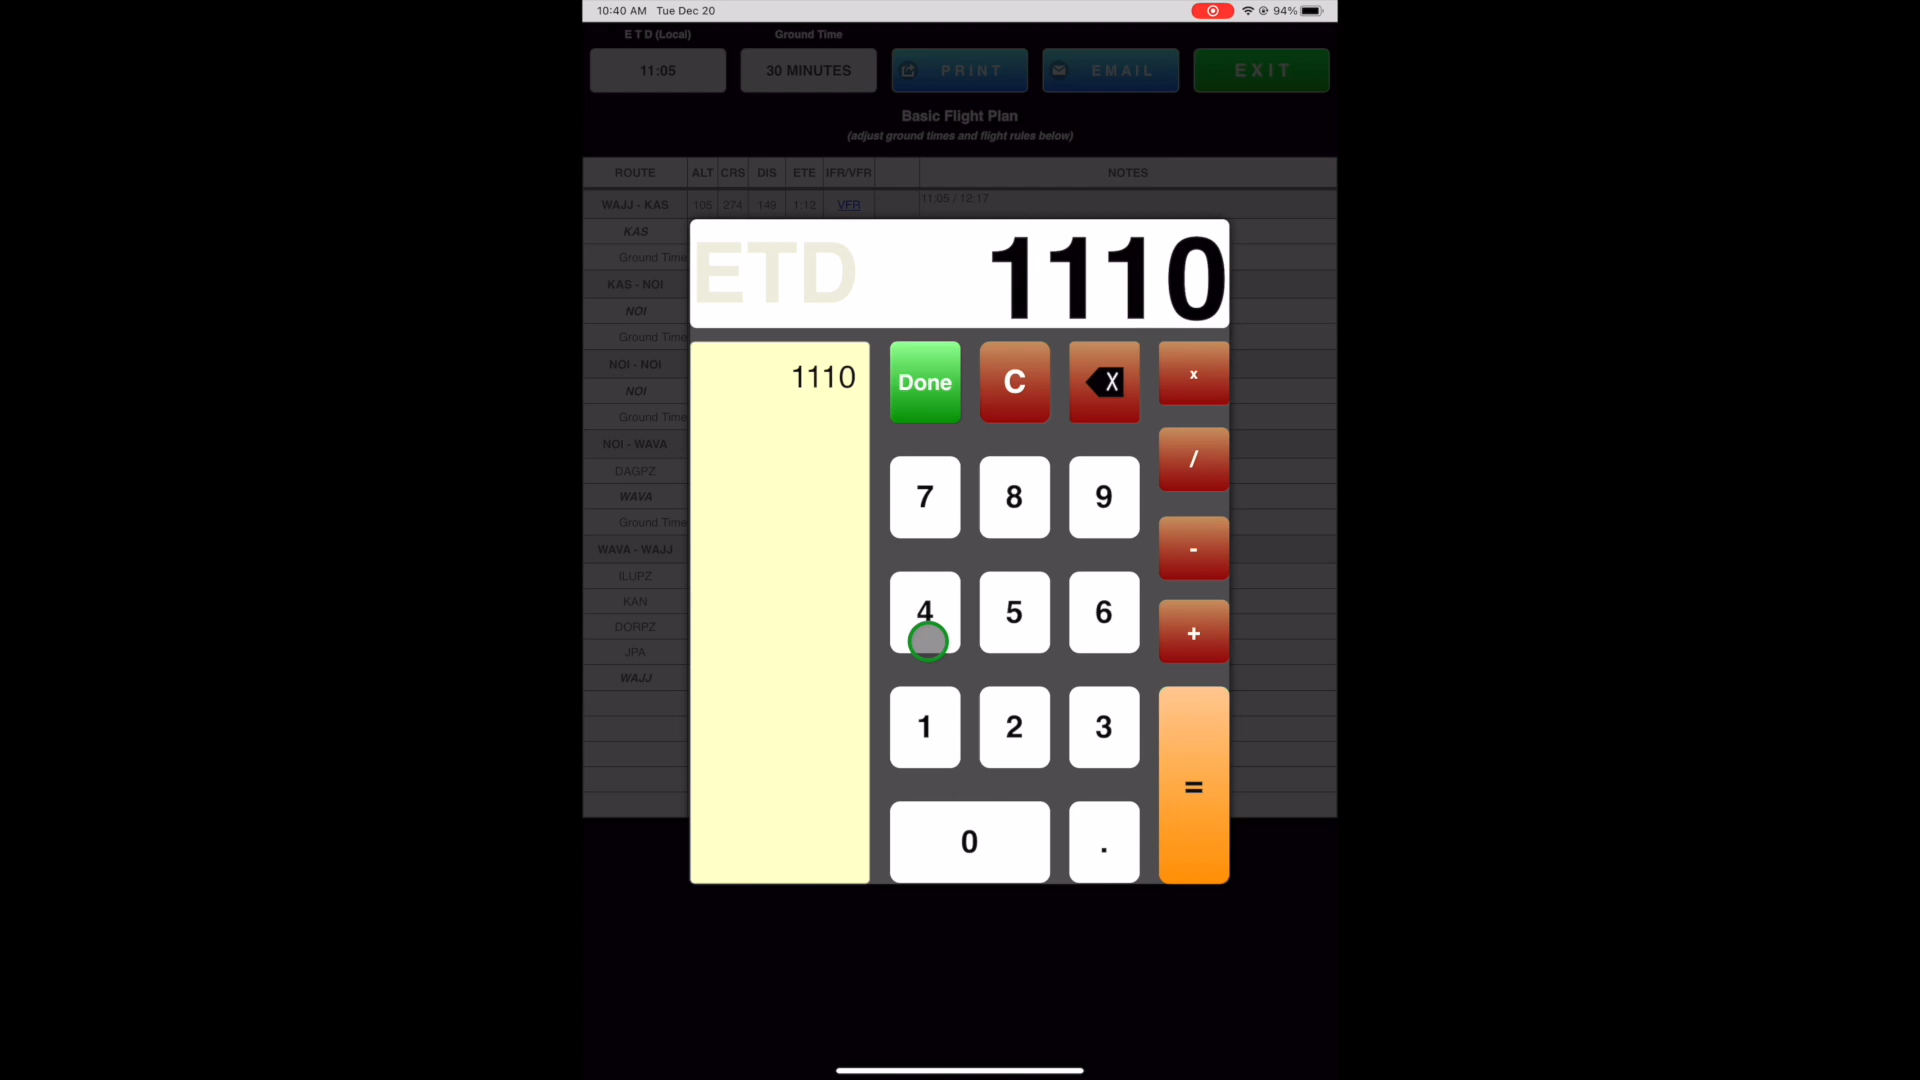 10:40 AM Tue Dec 20
94%
E T D (Local)
Ground Time
11:05
30 MINUTES
PRINT
EMAIL
EXIT
Basic Flight Plan
(adjust ground times and flight rules below)
ROUTE ALT CRS DIS ETE IFR/VFR NOTES
WAJJ - KAS 105 274 149 1:12 VFR 11:05 / 12:17
KAS
Ground Time
KAS - NOI
NOI
Ground Time
NOI - NOI
NOI
Ground Time
NOI - WAVA
DAGPZ
WAVA
Ground Time
WAVA - WAJJ
ILUPZ
KAN
DORPZ
JPA
WAJJ
ETD 1110
1110
Done C X x
/
7 8 9
-
4 5 6
+
1 2 3
=
0 .